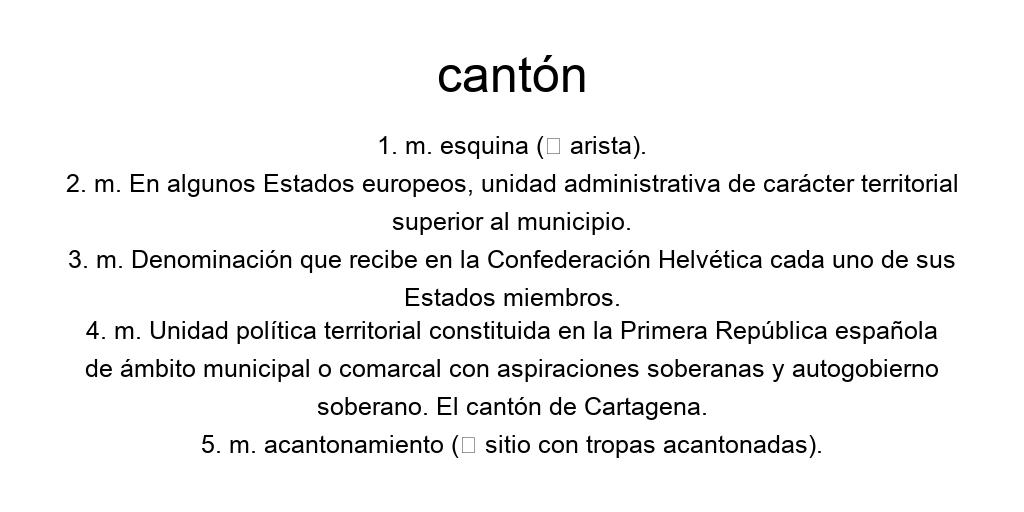 cantón
1. m. esquina (▯ arista).
2. m. En algunos Estados europeos, unidad administrativa de carácter territorial
superior al municipio.
3. m. Denominación que recibe en la Confederación Helvética cada uno de sus
Estados miembros.
4. m. Unidad política territorial constituida en la Primera República española
de ámbito municipal o comarcal con aspiraciones soberanas y autogobierno
soberano. El cantón de Cartagena.
5. m. acantonamiento (▯ sitio con tropas acantonadas).